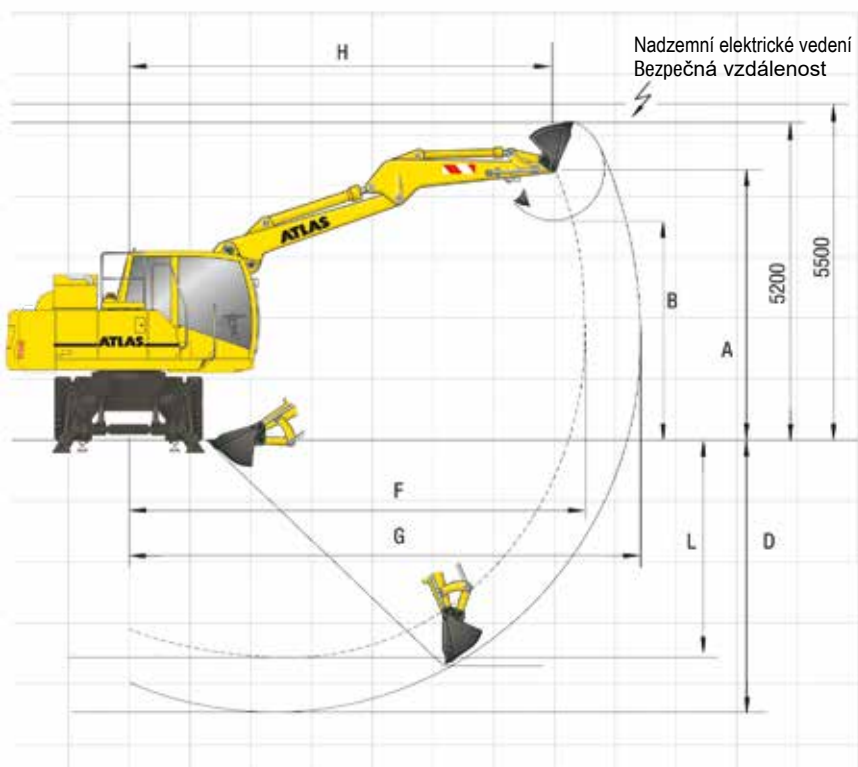 H
Nadzemní elektrické vedení
Bezpečná vzdálenost
ATLAS
5500
5200
B
A
ATLAS
F
G
L
D